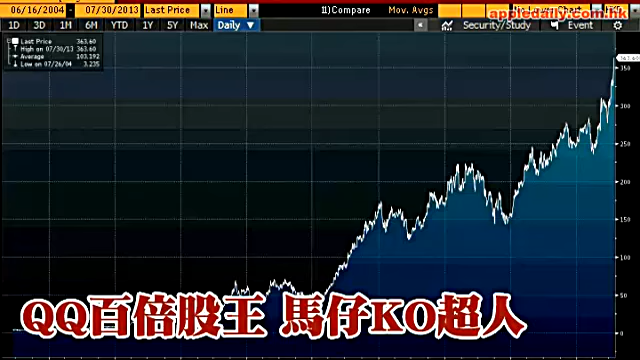 06/16/2004 - 07/30/2013 Last Price Line 11)Compare Mov. Avgs
appledaily.com.hk
1D 3D 1M 6M YTD 1Y 5Y Max Daily ▼ « Security/Study Event
Last Price 363.60
High on 07/30/13 363.60
Average 103.192
Low on 07/26/04 3.235
363.60
350
300
250
200
150
100
50
0
QQ百倍股王 馬仔KO超人